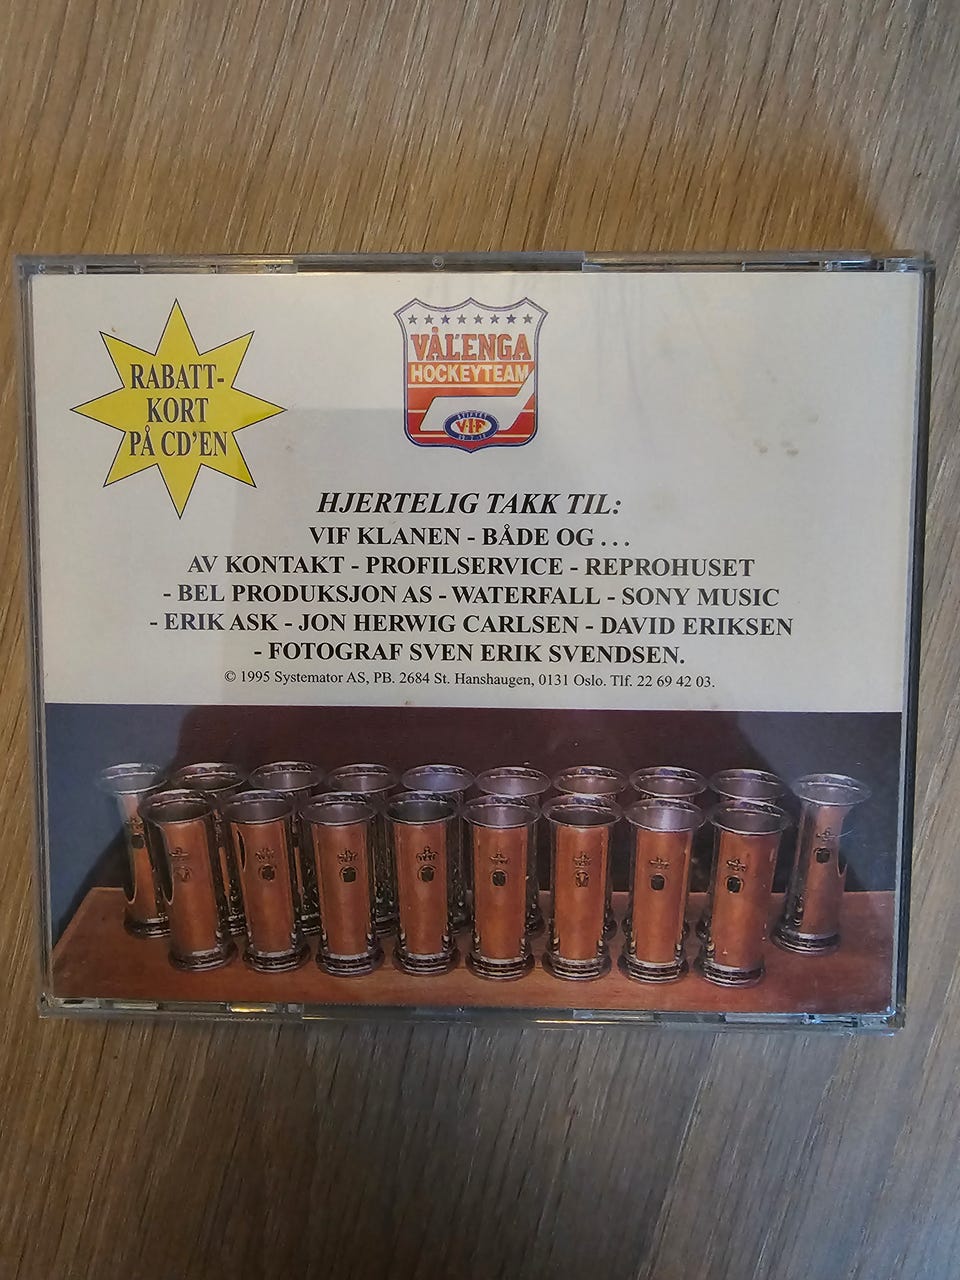 RABATT-
KORT
PÅ CD'EN
VÅL'ENGA
HOCKEYTEAM
VIF
HJERTELIG TAKK TIL:
VIF KLANEN - BÅDE OG . . .
AV KONTAKT - PROFILSERVICE - REPROHUSET
- BEL PRODUKSJON AS - WATERFALL - SONY MUSIC
- ERIK ASK - JON HERWIG CARLSEN - DAVID ERIKSEN
- FOTOGRAF SVEN ERIK SVENDSEN.
© 1995 Systemator AS, PB. 2684 St. Hanshaugen, 0131 Oslo. Tlf. 22 69 42 03.